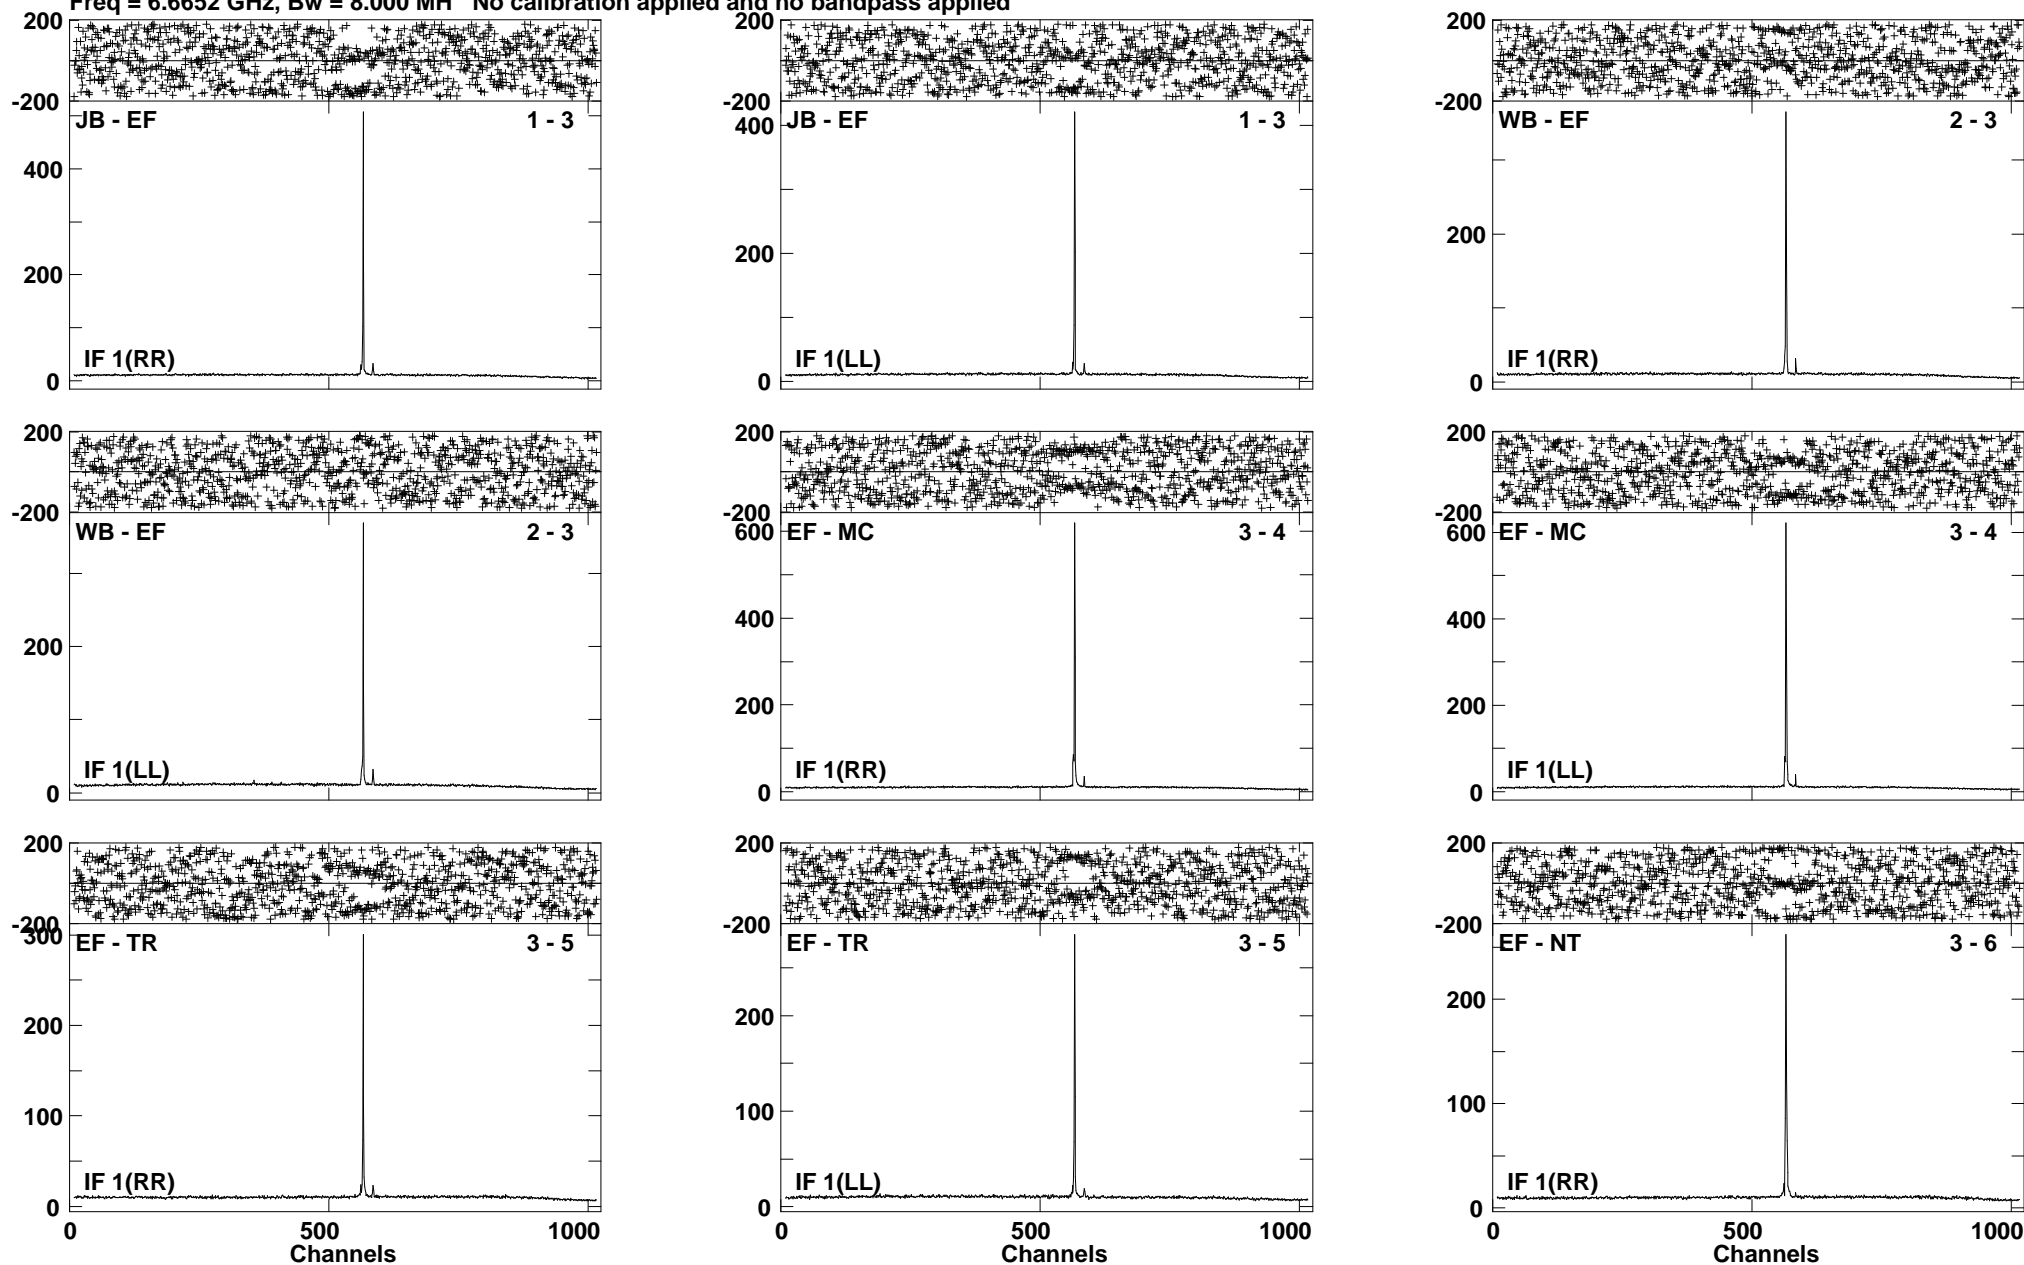 Freq = 6.6652 GHz, Bw = 8.000 MH No calibration applied and no bandpass applied
200
-200
JB - EF 1 - 3
400
200
0
IF 1(RR)
200
-200
JB - EF 1 - 3
400
200
0
IF 1(LL)
200
-200
WB - EF 2 - 3
200
0
IF 1(RR)
200
-200
WB - EF 2 - 3
200
0
IF 1(LL)
200
-200
EF - MC 3 - 4
600
400
200
0
IF 1(RR)
200
-200
EF - MC 3 - 4
600
400
200
0
IF 1(LL)
200
-200
EF - TR 3 - 5
300
200
100
0
IF 1(RR)
0 500 1000
Channels
200
-200
EF - TR 3 - 5
200
100
0
IF 1(LL)
0 500 1000
Channels
200
-200
EF - NT 3 - 6
200
100
0
IF 1(RR)
0 500 1000
Channels